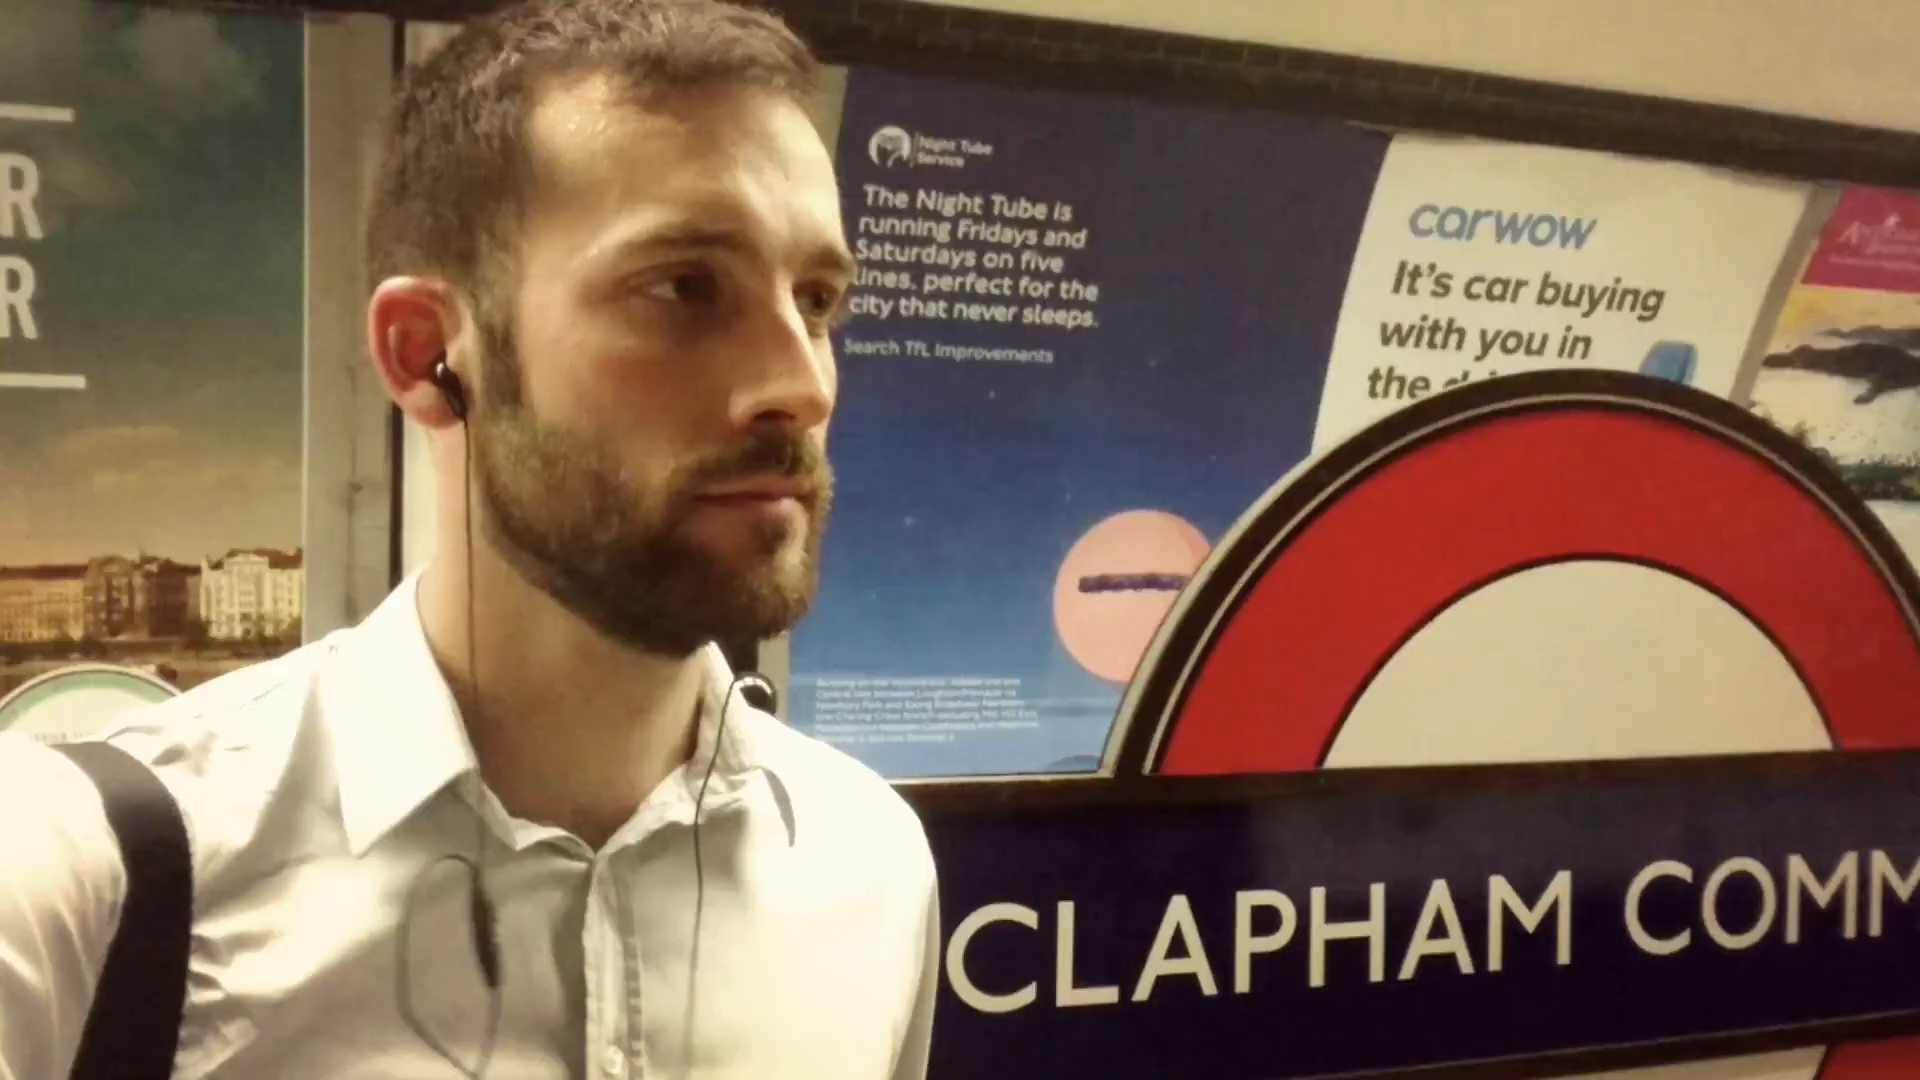 R
R
Night Tube
Service
The Night Tube is
running Fridays and
Saturdays on five
lines, perfect for the
city that never sleeps.
Search TfL Improvements
carwow
It's car buying
with you in
the
CLAPHAM COMM